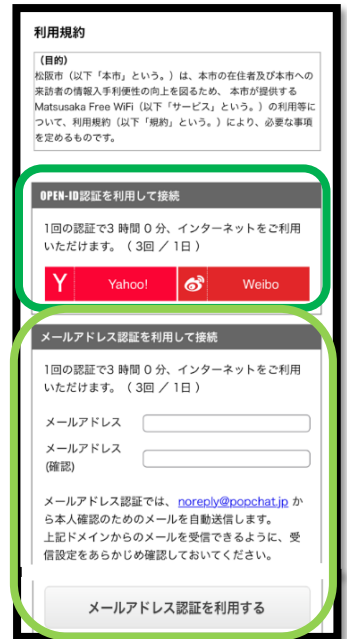 利用規約
(目的)
松阪市（以下「本市」という。）は、本市の在住者及び本市への
来訪者の情報入手利便性の向上を図るため、 本市が提供する
Matsusaka Free WiFi（以下「サービス」という。）の利用等に
ついて、利用規約（以下「規約」という。）により、必要な事項
を定めるものです。
OPEN-ID認証を利用して接続
1回の認証で3 時間 0 分、インターネットをご利用
いただけます。（ 3回 ／ 1日 ）
Y Yahoo! Weibo
メールアドレス認証を利用して接続
1回の認証で3 時間 0 分、インターネットをご利用
いただけます。（ 3回 ／ 1日 ）
メールアドレス
メールアドレス
(確認)
メールアドレス認証では、 noreply@popchat.jp か
ら本人確認のためのメールを自動送信します。
上記ドメインからのメールを受信できるように、受
信設定をあらかじめ確認しておいてください。
メールアドレス認証を利用する